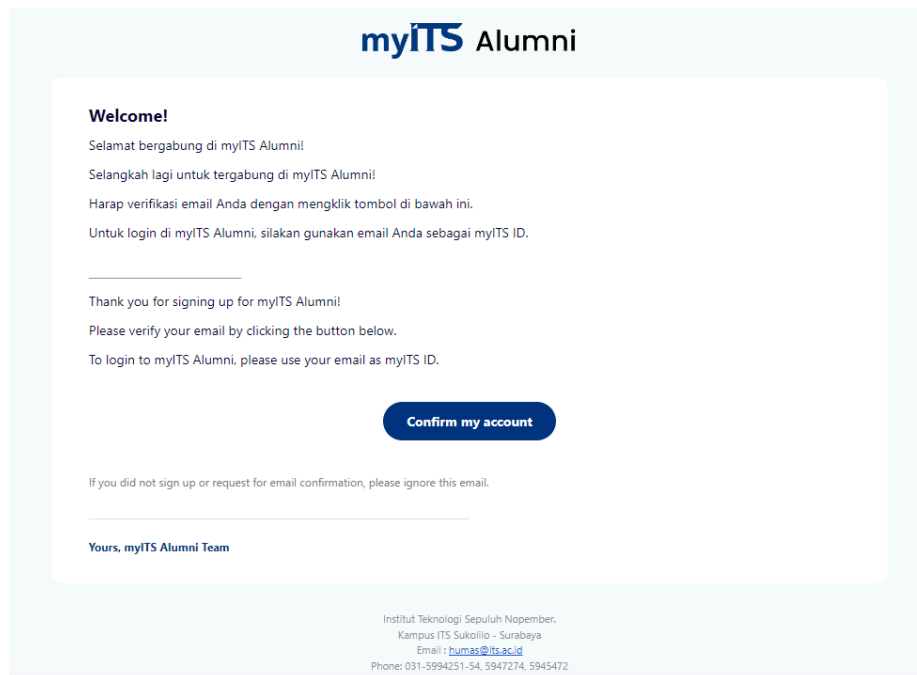 myITS Alumni
Welcome!
Selamat bergabung di myITS Alumni!
Selangkah lagi untuk tergabung di myITS Alumni!
Harap verifikasi email Anda dengan mengklik tombol di bawah ini.
Untuk login di myITS Alumni, silakan gunakan email Anda sebagai myITS ID.
Thank you for signing up for myITS Alumni!
Please verify your email by clicking the button below.
To login to myITS Alumni, please use your email as myITS ID.
Confirm my account
If you did not sign up or request for email confirmation, please ignore this email.
Yours, myITS Alumni Team
Institut Teknologi Sepuluh Nopember.
Kampus ITS Sukolilo - Surabaya
Email : humas@its.ac.id
Phone: 031-5994251-54, 5947274, 5945472